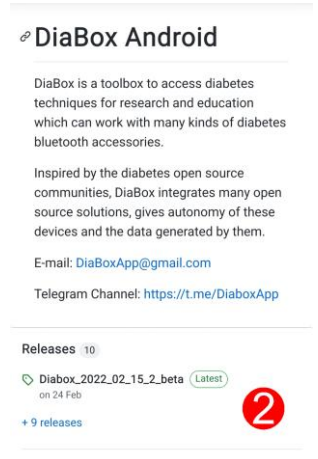 DiaBox Android
DiaBox is a toolbox to access diabetes
techniques for research and education
which can work with many kinds of diabetes
bluetooth accessories.
Inspired by the diabetes open source
communities, DiaBox integrates many open
source solutions, gives autonomy of these
devices and the data generated by them.
E-mail: DiaBoxApp@gmail.com
Telegram Channel: https://t.me/DiaboxApp
Releases 10
Diabox_2022_02_15_2_beta Latest
on 24 Feb
2
+ 9 releases